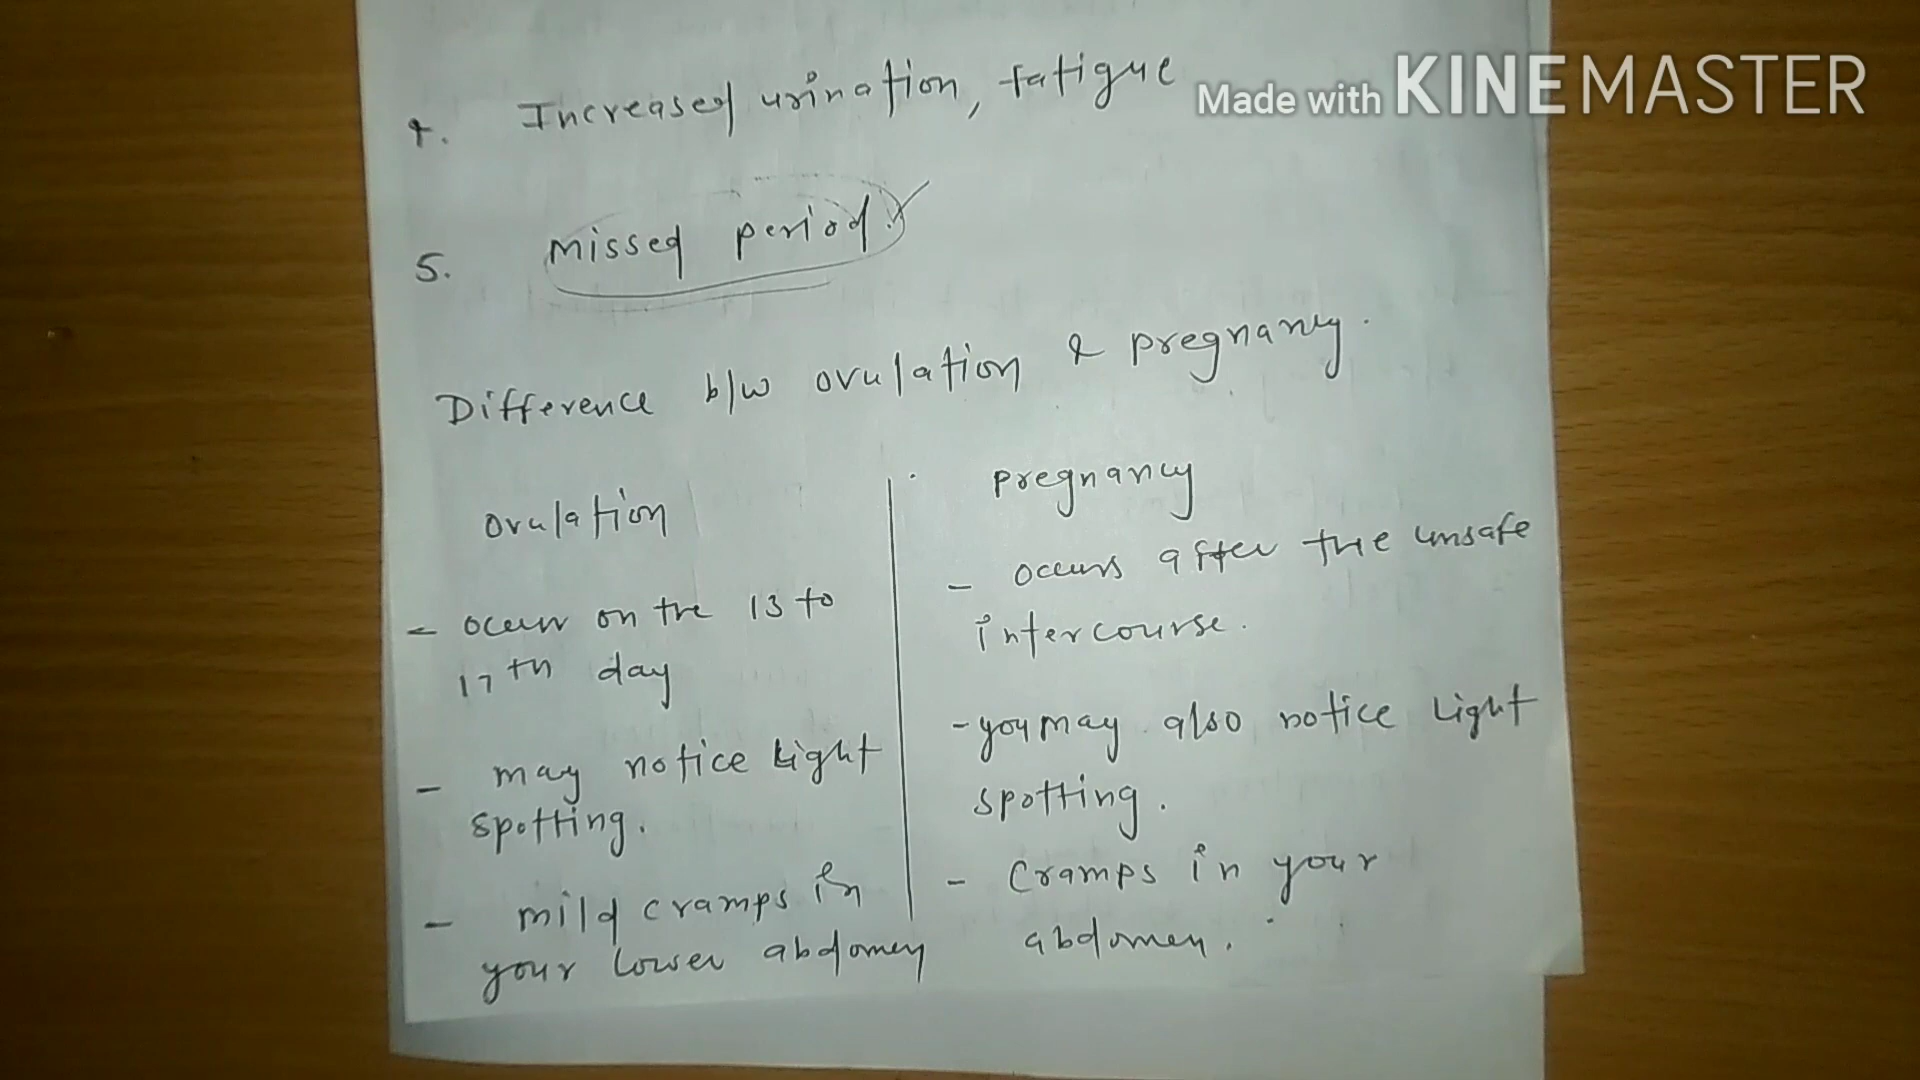 4. Increased urination, fatigue
Made with KINEMASTER
5. Missed period.
Difference b/w ovulation & pregnancy.
ovulation
- occur on the 13 to
17th day
- may notice light
spotting.
- mild cramps in
your lower abdomen
pregnancy
- occurs after the unsafe
intercourse.
- you may also notice light
spotting.
- cramps in your
abdomen.